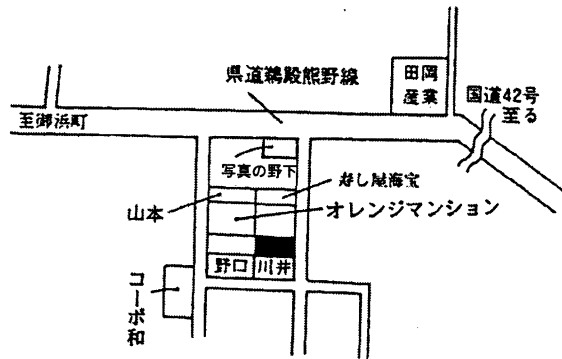 田岡
産業
県道鵜殿熊野線
国道42号
至る
至御浜町
写真の野下
寿し屋海宝
山本
オレンジマンション
野口
川井
コーポ和